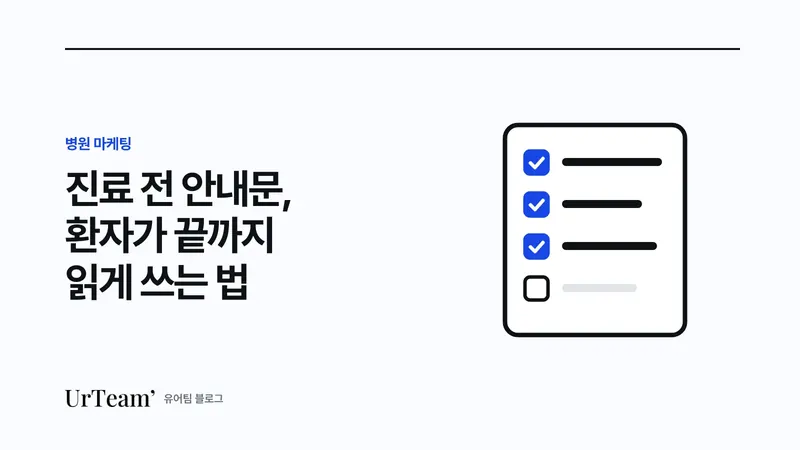 병원 마케팅
진료 전 안내문,
환자가 끝까지
읽게 쓰는 법
UrTeam’ 유어팀 블로그